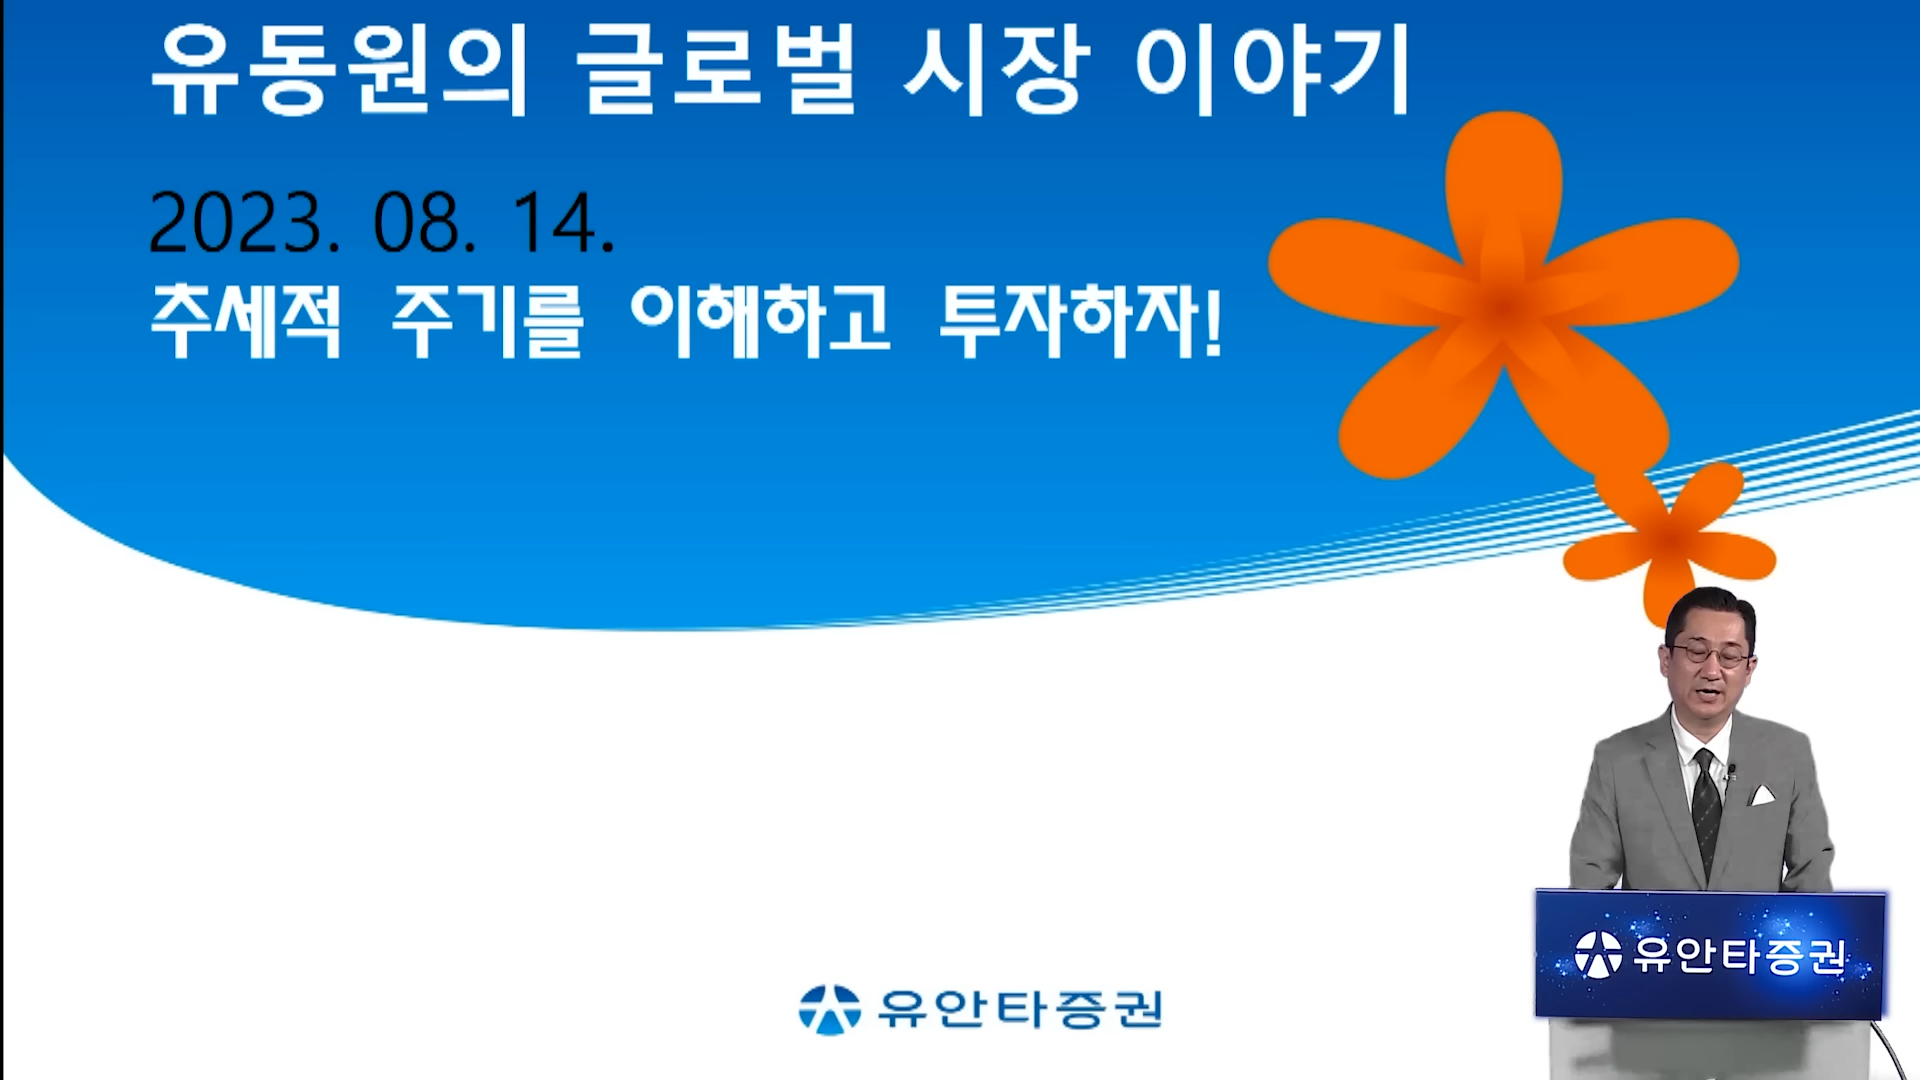 유동원의 글로벌 시장 이야기
2023. 08. 14.
추세적 주기를 이해하고 투자하자!
유안타증권
유안타증권